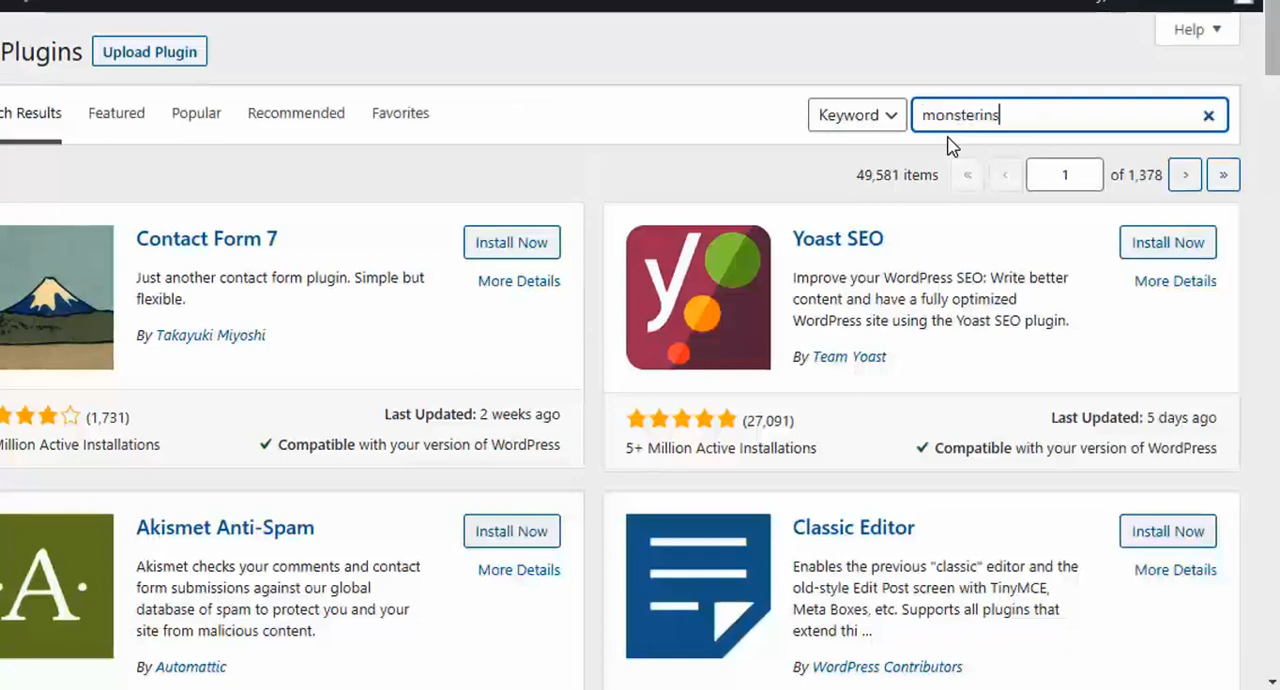 Plugins Upload Plugin
Help
ch Results Featured Popular Recommended Favorites Keyword monsterins
49,581 items « ‹ 1 of 1,378 › »
Contact Form 7
Install Now
Just another contact form plugin. Simple but
flexible.
More Details
By Takayuki Miyoshi
(1,731)
Last Updated: 2 weeks ago
Million Active Installations
Compatible with your version of WordPress
Yoast SEO
Install Now
Improve your WordPress SEO: Write better
content and have a fully optimized
WordPress site using the Yoast SEO plugin.
More Details
By Team Yoast
(27,091)
Last Updated: 5 days ago
5+ Million Active Installations
Compatible with your version of WordPress
Akismet Anti-Spam
Install Now
Akismet checks your comments and contact
form submissions against our global
database of spam to protect you and your
site from malicious content.
More Details
By Automattic
·A·
Classic Editor
Install Now
Enables the previous "classic" editor and the
old-style Edit Post screen with TinyMCE,
Meta Boxes, etc. Supports all plugins that
extend thi ...
More Details
By WordPress Contributors